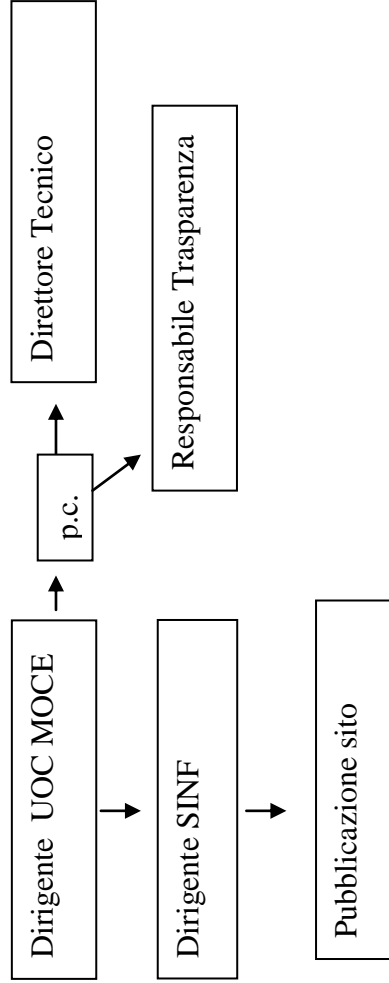 Dirigente UOC MOCE
p.c.
Direttore Tecnico
Responsabile Trasparenza
Dirigente SINF
Pubblicazione sito